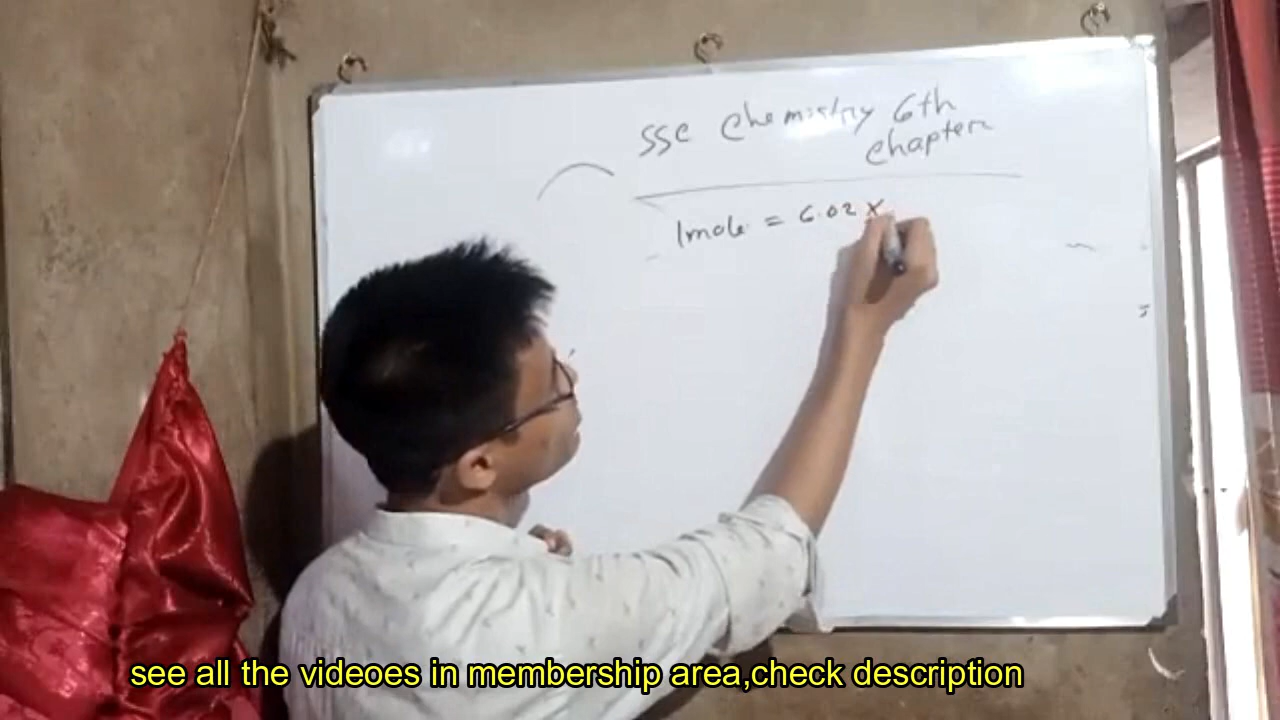 SSC Chemistry 6th
Chapter
1mole = 6.02 x
see all the videoes in membership area,check description